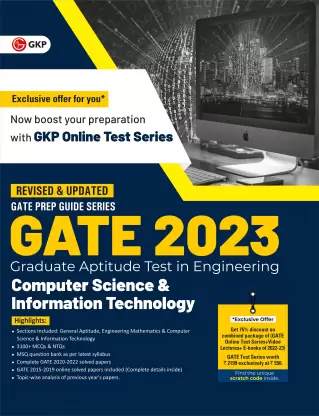 GKP
Exclusive offer for you*
Now boost your preparation
with GKP Online Test Series
REVISED & UPDATED
GATE PREP GUIDE SERIES
GATE 2023
Graduate Aptitude Test in Engineering
Computer Science &
Information Technology
Highlights:
• Sections Included: General Aptitude, Engineering Mathematics & Computer
Science & Information Technology
• 3100+ MCQs & NTQs
• MSQ question bank as per latest syllabus
• Complete GATE 2020-2022 solved papers
• GATE 2015-2019 online solved papers included (Complete details inside)
• Topic-wise analysis of previous year's papers.
*Exclusive Offer
Get 75% discount on
combined package of (GATE
Online Test Series+Video
Lectures+ E-books of 2022-23)
GATE Test Series worth
₹ 2199 exclusively at ₹ 550.
Find the unique
scratch code inside.